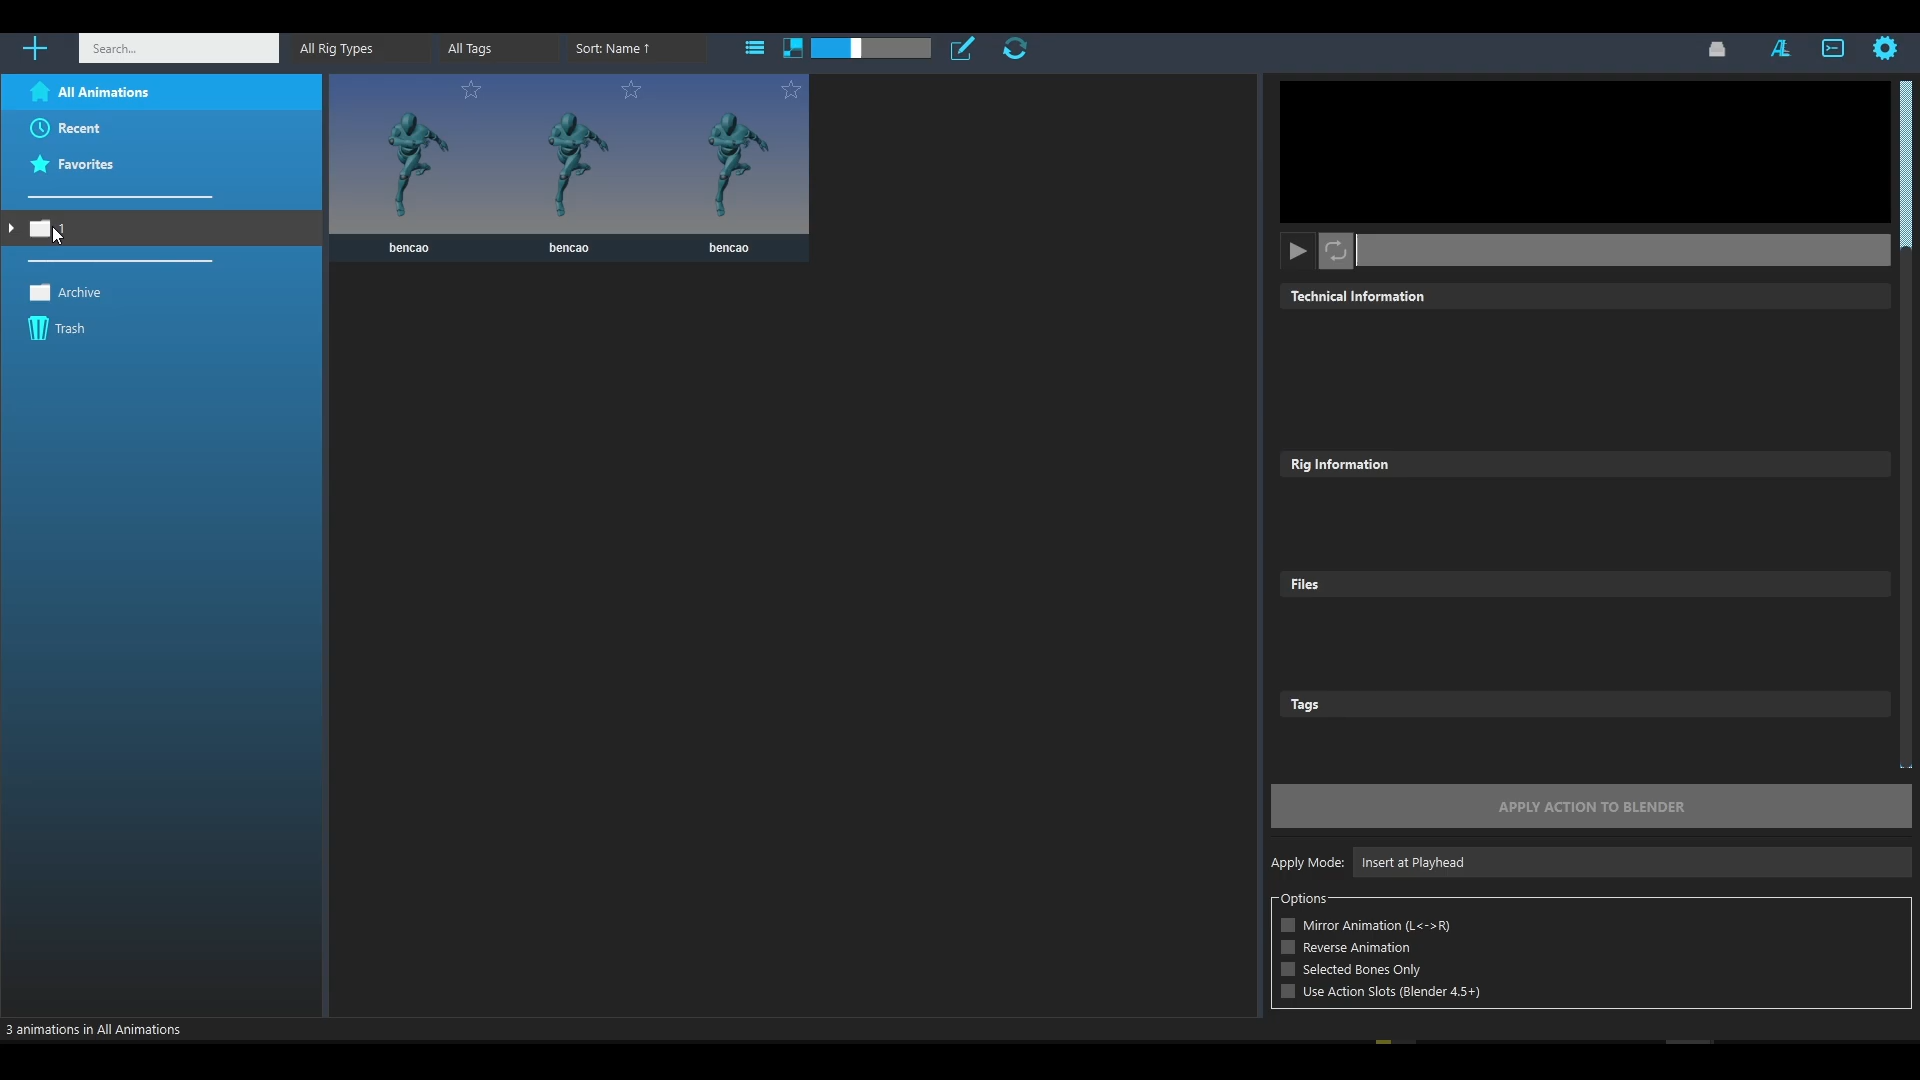 Search...
All Rig Types
All Tags
Sort: Name ↑
All Animations
Recent
Favorites
1
Archive
Trash
bencao
bencao
bencao
Technical Information
Rig Information
Files
Tags
APPLY ACTION TO BLENDER
Apply Mode: Insert at Playhead
Options
Mirror Animation (L<->R)
Reverse Animation
Selected Bones Only
Use Action Slots (Blender 4.5+)
3 animations in All Animations